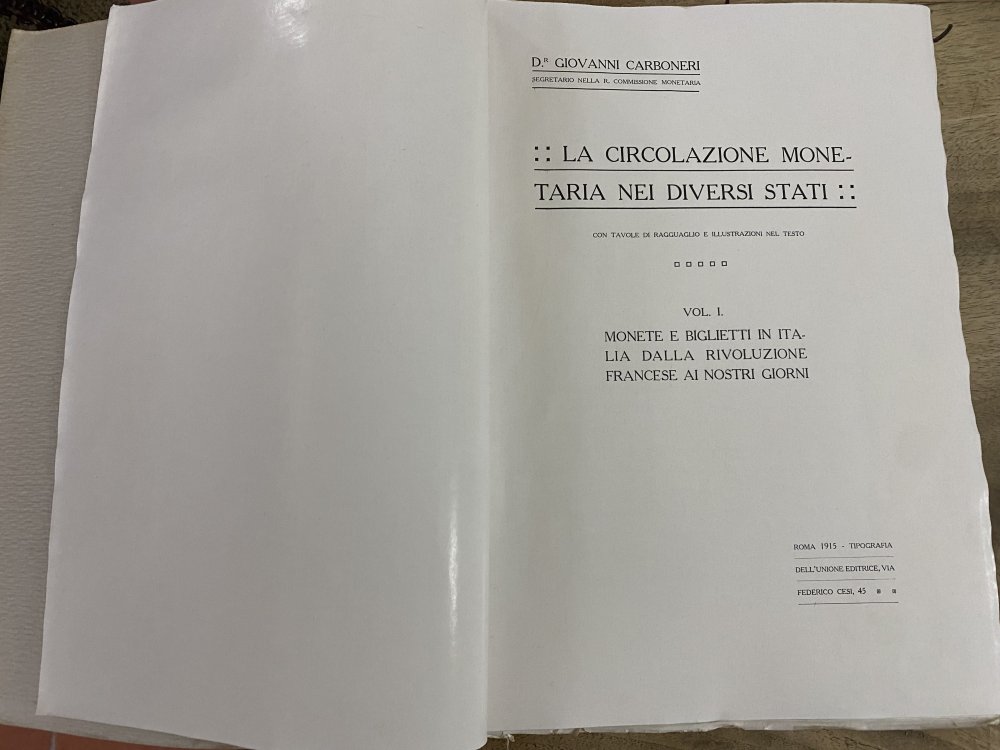 D.ʳ GIOVANNI CARBONERI
SEGRETARIO NELLA R. COMMISSIONE MONETARIA
:: LA CIRCOLAZIONE MONE-
TARIA NEI DIVERSI STATI ::
CON TAVOLE DI RAGGUAGLIO E ILLUSTRAZIONI NEL TESTO
VOL. I.
MONETE E BIGLIETTI IN ITA-
LIA DALLA RIVOLUZIONE
FRANCESE AI NOSTRI GIORNI
ROMA 1915 - TIPOGRAFIA
DELL'UNIONE EDITRICE, VIA
FEDERICO CESI, 45